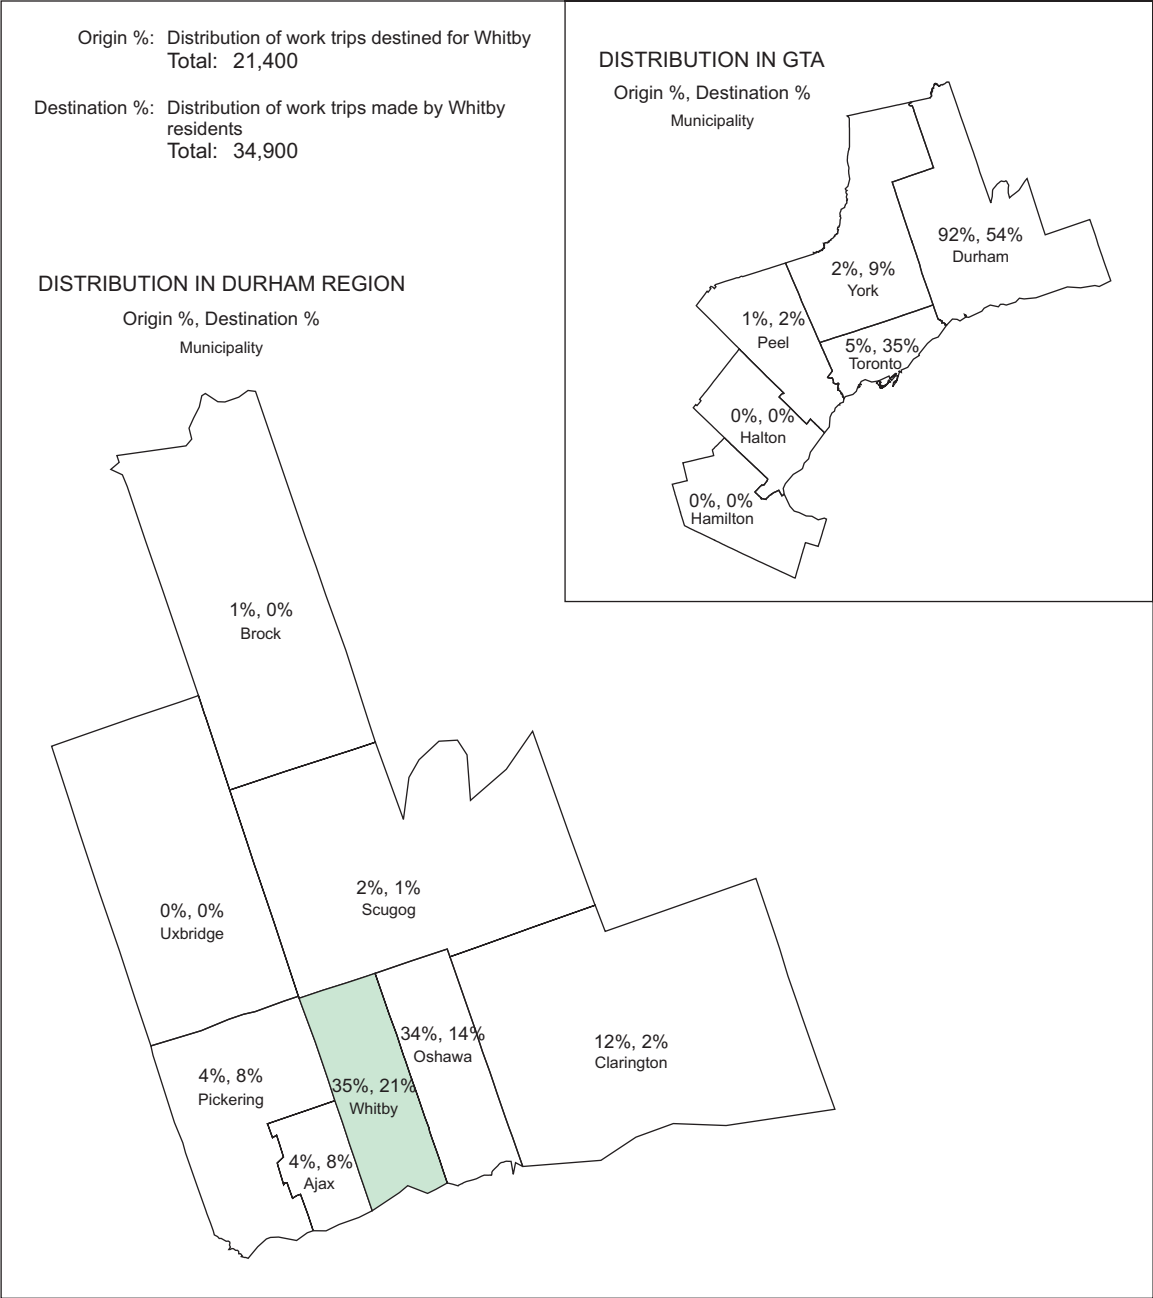 Origin %: Distribution of work trips destined for Whitby
Total: 21,400
Destination %: Distribution of work trips made by Whitby
residents
Total: 34,900
DISTRIBUTION IN GTA
Origin %, Destination %
Municipality
92%, 54%
Durham
2%, 9%
York
1%, 2%
Peel
5%, 35%
Toronto
0%, 0%
Halton
0%, 0%
Hamilton
DISTRIBUTION IN DURHAM REGION
Origin %, Destination %
Municipality
1%, 0%
Brock
2%, 1%
Scugog
0%, 0%
Uxbridge
34%, 14%
Oshawa
12%, 2%
Clarington
4%, 8%
Pickering
35%, 21%
Whitby
4%, 8%
Ajax